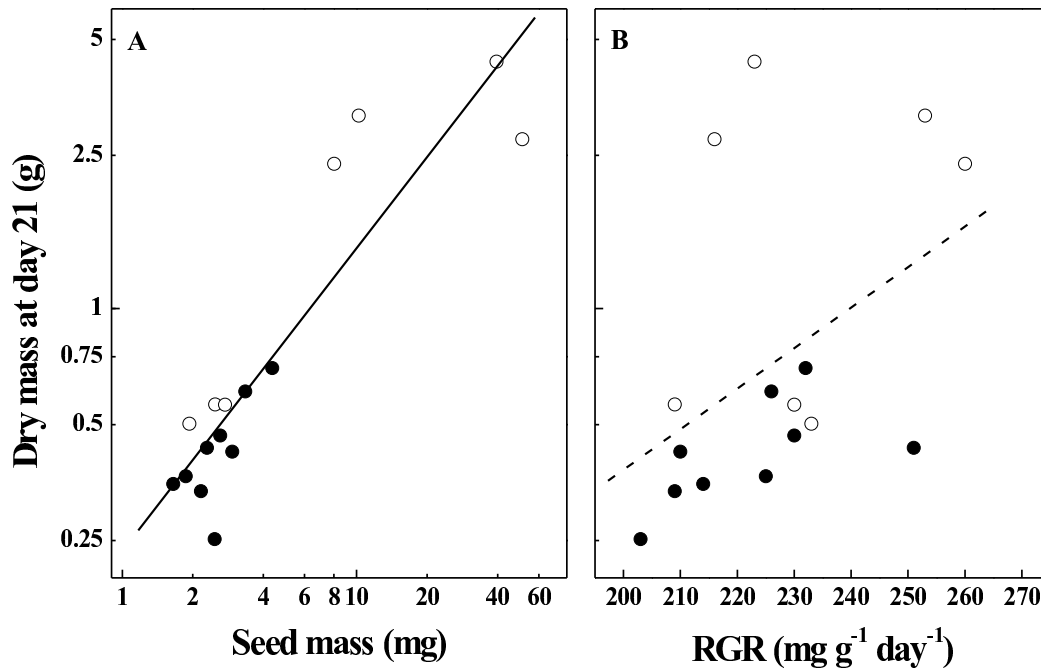 A
B
Dry mass at day 21 (g)
5
2.5
1
0.75
0.5
0.25
1 2 4 6 8 10 20 40 60
200 210 220 230 240 250 260 270
Seed mass (mg)
RGR (mg g⁻¹ day⁻¹)